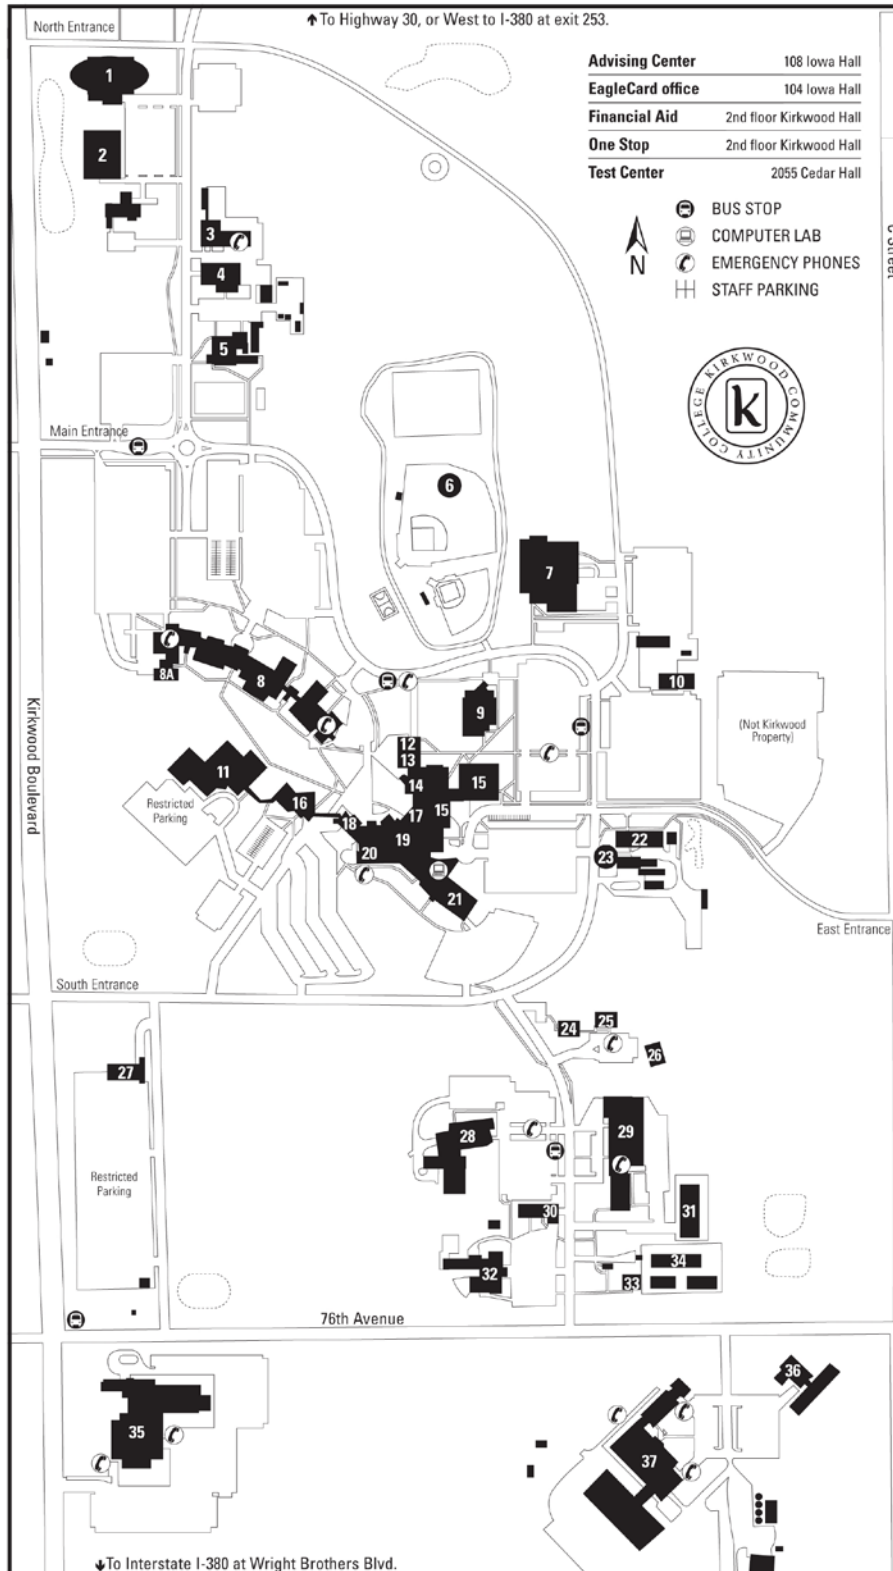 To Highway 30, or West to I-380 at exit 253.
North Entrance
Advising Center 108 Iowa Hall
EagleCard office 104 Iowa Hall
Financial Aid 2nd floor Kirkwood Hall
One Stop 2nd floor Kirkwood Hall
Test Center 2055 Cedar Hall
BUS STOP
COMPUTER LAB
EMERGENCY PHONES
STAFF PARKING
N
Street
1
2
3
4
5
KIRKWOOD COMMUNITY COLLEGE
k
Main Entrance
6
7
8A
8
9
10
(Not Kirkwood
Property)
Kirkwood Boulevard
11
12
13
14
15
15
16
17
18
19
20
21
Restricted
Parking
22
23
East Entrance
South Entrance
24
25
26
27
28
29
30
31
32
33
34
Restricted
Parking
76th Avenue
35
36
37
To Interstate I-380 at Wright Brothers Blvd.